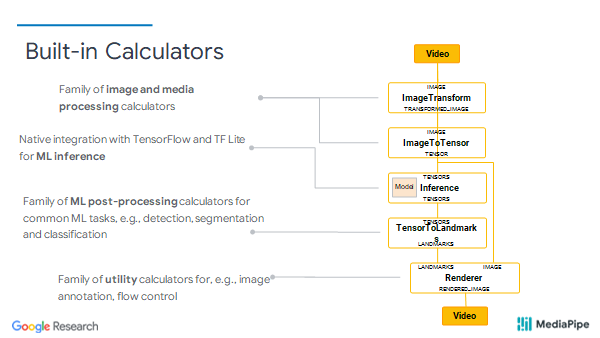 Built-in Calculators
Family of image and media
processing calculators
Native integration with TensorFlow and TF Lite
for ML inference
Family of ML post-processing calculators for
common ML tasks, e.g., detection, segmentation
and classification
Family of utility calculators for, e.g., image
annotation, flow control
Video
IMAGE
ImageTransform
TRANSFORMED_IMAGE
IMAGE
ImageToTensor
TENSOR
TENSORS
Model Inference
TENSORS
TENSORS
TensorToLandmark
s
LANDMARKS
LANDMARKS IMAGE
Renderer
RENDERED_IMAGE
Video
Google Research
MediaPipe